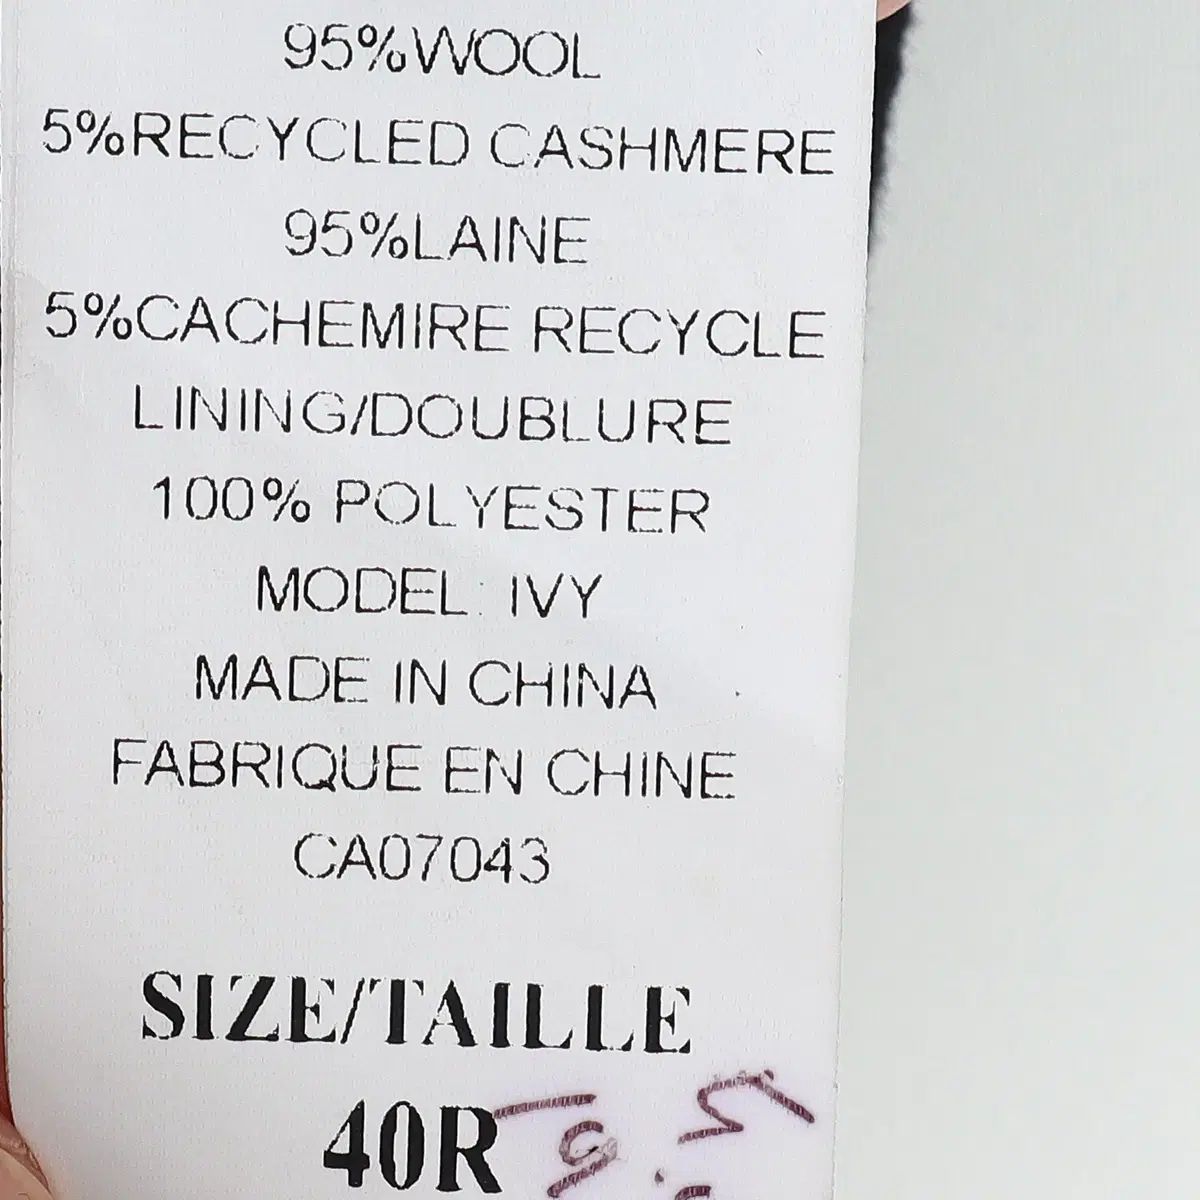 95%WOOL
5%RECYCLED CASHMERE
95%LAINE
5%CACHEMIRE RECYCLE
LINING/DOUBLURE
100% POLYESTER
MODEL: IVY
MADE IN CHINA
FABRIQUE EN CHINE
CA07043
SIZE/TAILLE
40R